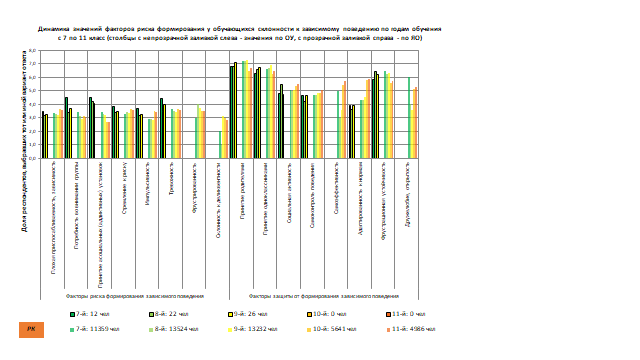 Динамика значений факторов риска формирования у обучающихся склонности к зависимому поведению по годам обучения
с 7 по 11 класс (столбцы с непрозрачной заливкой слева - значения по ОУ, с прозрачной заливкой справа - по ЯО)
Доля респондентов, выбравших тот или иной вариант ответа
8,0
7,0
6,0
5,0
4,0
3,0
2,0
1,0
0,0
Плохая приспосабливаемость, зависимость
Потребность во внимании группы
Принятие асоциальных (аддиктивных) установок
Стремление к риску
Импульсивность
Тревожность
Фрустрированность
Склонность к делинквентности
Принятие родителями
Принятие одноклассниками
Социальная активность
Самоконтроль поведения
Самоэффективность
Адаптированность к нормам
Фрустрационная устойчивость
Дружелюбие, открытость
Факторы риска формирования зависимого поведения
Факторы защиты от формирования зависимого поведения
7-й: 12 чел
8-й: 22 чел
9-й: 26 чел
10-й: 0 чел
11-й: 0 чел
7-й: 11359 чел
8-й: 13524 чел
9-й: 13232 чел
10-й: 5641 чел
11-й: 4986 чел
РК